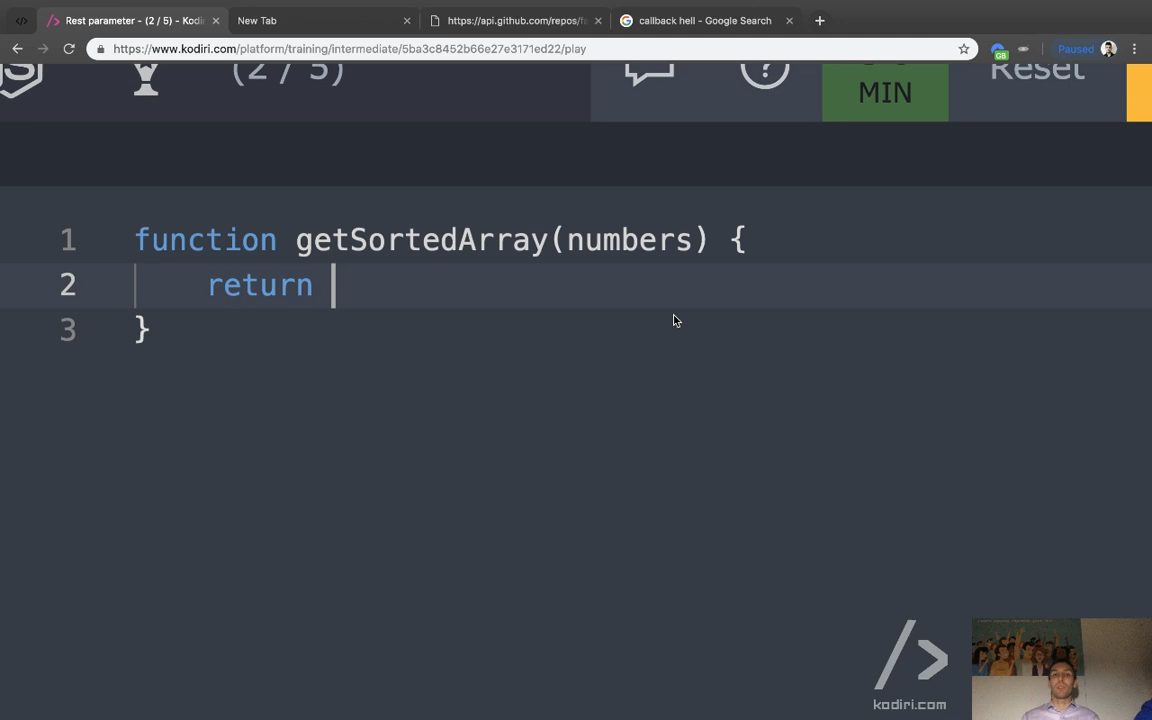 </> Rest parameter - (2 / 5) - Kodi
New Tab
https://api.github.com/repos/f
callback hell - Google Search
https://www.kodiri.com/platform/training/intermediate/5ba3c8452b66e27e3171ed22/play
GB
Paused
(2 / 5)
MIN
Reset
1 function getSortedArray(numbers) {
2 return
3 }
/>
kodiri.com